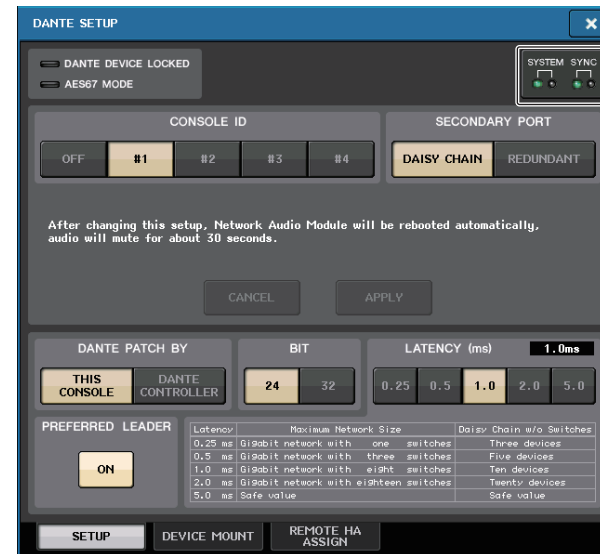 DANTE SETUP
×
DANTE DEVICE LOCKED
AES67 MODE
SYSTEM SYNC
CONSOLE ID
OFF #1 #2 #3 #4
SECONDARY PORT
DAISY CHAIN REDUNDANT
After changing this setup, Network Audio Module will be rebooted automatically,
audio will mute for about 30 seconds.
CANCEL APPLY
DANTE PATCH BY
THIS CONSOLE DANTE CONTROLLER
BIT
24 32
LATENCY (ms) 1.0ms
0.25 0.5 1.0 2.0 5.0
PREFERRED LEADER
ON
Latency Maximum Network Size Daisy Chain w/o Switches
0.25 ms Gigabit network with one switches Three devices
0.5 ms Gigabit network with three switches Five devices
1.0 ms Gigabit network with eight switches Ten devices
2.0 ms Gigabit network with eighteen switches Twenty devices
5.0 ms Safe value Safe value
SETUP DEVICE MOUNT REMOTE HA ASSIGN